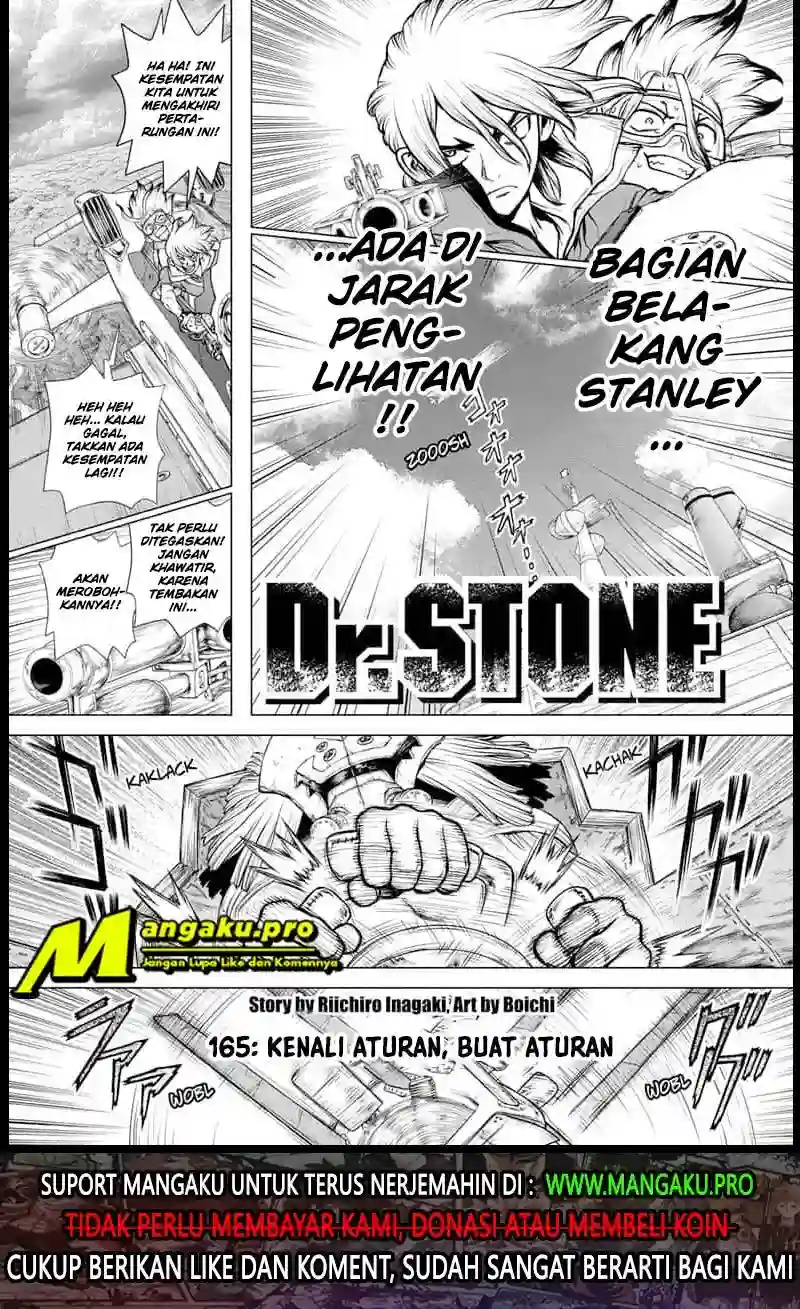 BAGIAN
BELA-
KANG
STANLEY
...
...ADA DI
JARAK
PENG-
LIHATAN
!!
ZOOOSH
HA HA! INI
KESEMPATAN
KITA UNTUK
MENGAKHIRI
PERTA-
RUNGAN INI!
HEH HEH
HEH... KALAU
GAGAL,
TAKKAN ADA
KESEMPATAN
LAGI!!
TAK PERLU
DITEGASKAN!
JANGAN
KHAWATIR,
KARENA
TEMBAKAN
INI...
AKAN
MEROBOH-
KANNYA!!
Dr.STONE
KACHAK
KAKLACK
Mangaku.pro
Jangan Lupa Like dan Komennya
Story by Riichiro Inagaki, Art by Boichi
165: KENALI ATURAN, BUAT ATURAN
WOEL
WOEL
SUPORT MANGAKU UNTUK TERUS NERJEMAHIN DI : WWW.MANGAKU.PRO
TIDAK PERLU MEMBAYAR KAMI, DONASI ATAU MEMBELI KOIN
CUKUP BERIKAN LIKE DAN KOMENT, SUDAH SANGAT BERARTI BAGI KAMI